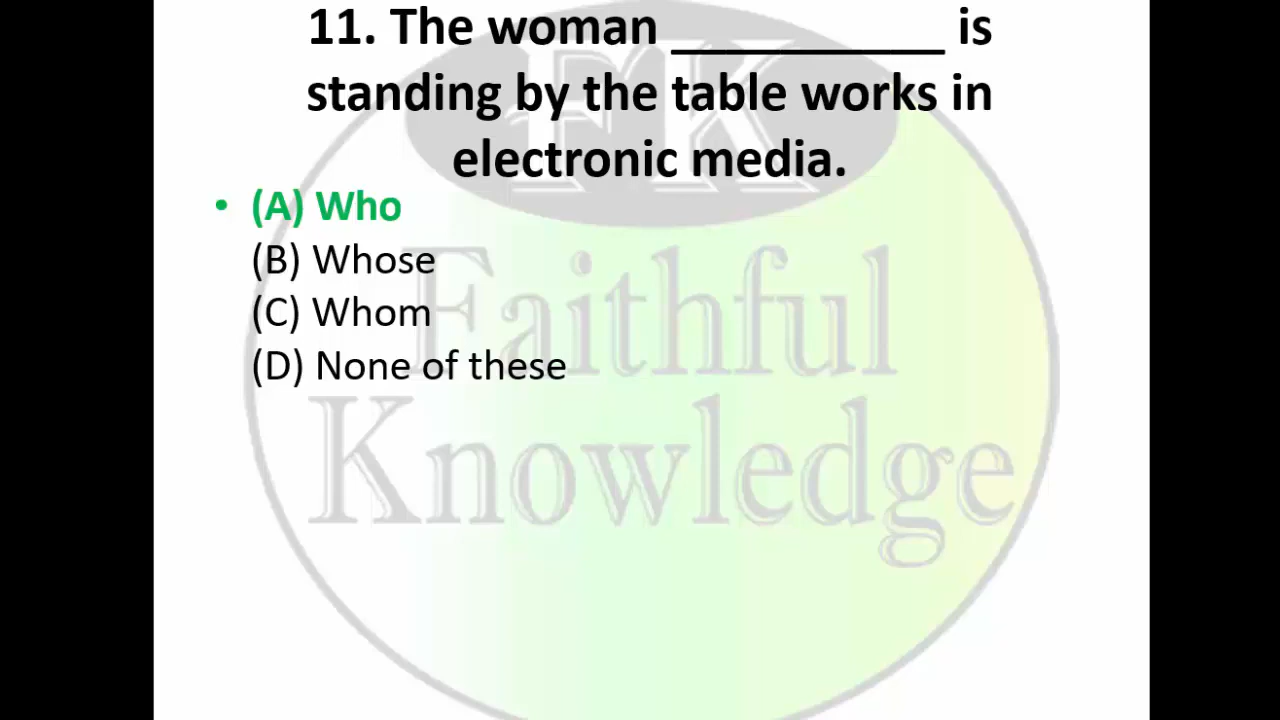 11. The woman ___________ is
standing by the table works in
electronic media.
• (A) Who
(B) Whose
(C) Whom
(D) None of these
FK
Faithful
Knowledge